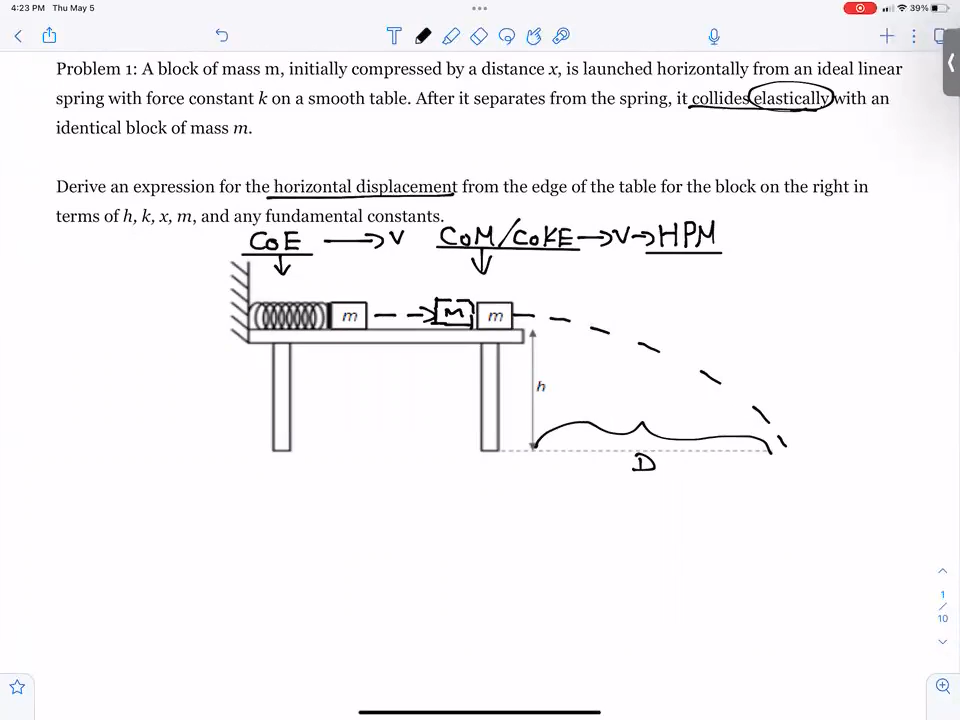 4:23 PM Thu May 5
39%
Problem 1: A block of mass m, initially compressed by a distance x, is launched horizontally from an ideal linear
spring with force constant k on a smooth table. After it separates from the spring, it collides elastically with an
identical block of mass m.
Derive an expression for the horizontal displacement from the edge of the table for the block on the right in
terms of h, k, x, m, and any fundamental constants.
CoE → V CoM/CoKE → V → HPM
m m m
h
D
1
/
10